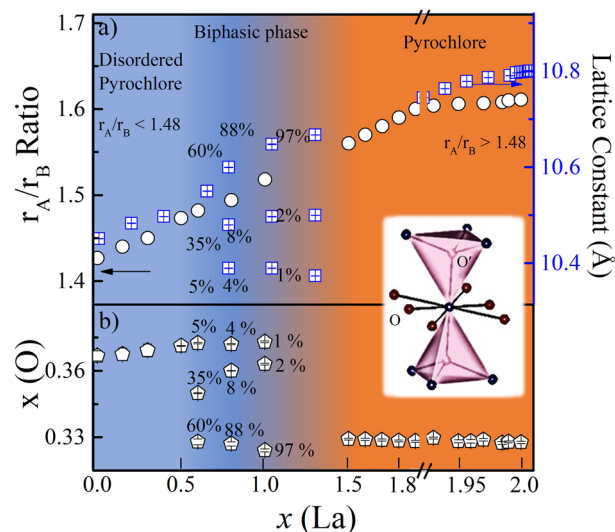 a)
Disordered
Pyrochlore
r_A/r_B < 1.48
Biphasic phase
Pyrochlore
r_A/r_B > 1.48
1.7
1.6
1.5
1.4
r_A/r_B Ratio
10.8
10.6
10.4
Lattice Constant (Å)
88%
97%
60%
35%
8%
2%
5%
4%
1%
O'
O
b)
5%
4 %
1 %
2 %
35%
8 %
60%
88 %
97 %
0.36
0.33
x (O)
0.0
0.5
1.0
1.5
1.8
1.95
2.0
x (La)